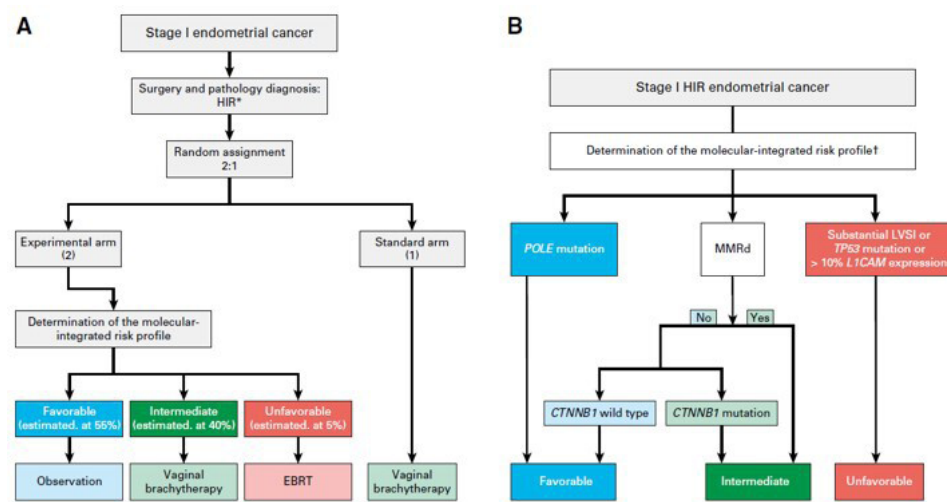 A
Stage I endometrial cancer
Surgery and pathology diagnosis:
HIR*
Random assignment
2:1
Experimental arm
(2)
Standard arm
(1)
Determination of the molecular-
integrated risk profile
Favorable
(estimated. at 55%)
Intermediate
(estimated. at 40%)
Unfavorable
(estimated. at 5%)
Observation
Vaginal
brachytherapy
EBRT
Vaginal
brachytherapy
B
Stage I HIR endometrial cancer
Determination of the molecular-integrated risk profile†
POLE mutation
MMRd
Substantial LVSI or
TP53 mutation or
> 10% L1CAM expression
No
Yes
CTNNB1 wild type
CTNNB1 mutation
Favorable
Intermediate
Unfavorable